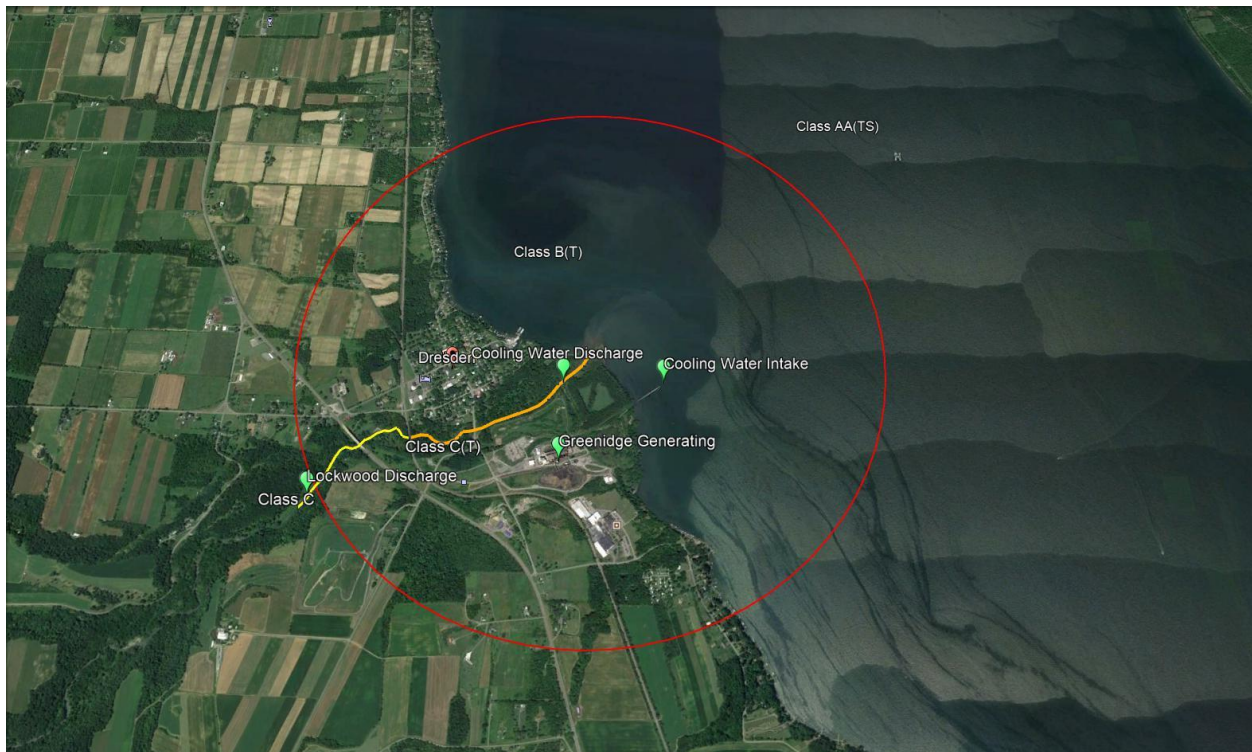 Class AA(TS)
Class B(T)
Dresden
Cooling Water Discharge
Cooling Water Intake
Class C(T)
Greenidge Generating
Lockwood Discharge
Class C